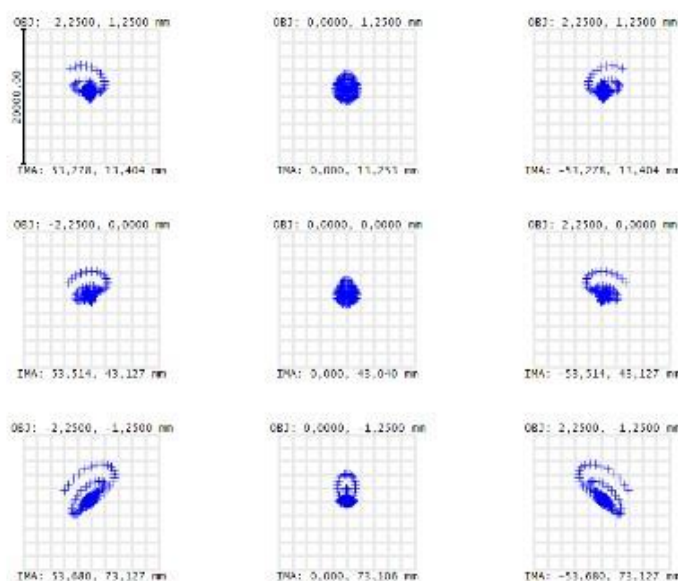 OBJ: -2,2500, 1,2500 mm
OBJ: 0,0000, 1,2500 mm
OBJ: 2,2500, 1,2500 mm
20000.00
IMA: 53,278, 13,404 mm
IMA: 0,000, 13,253 mm
IMA: -53,278, 13,404 mm
OBJ: -2,2500, 0,0000 mm
OBJ: 0,0000, 0,0000 mm
OBJ: 2,2500, 0,0000 mm
IMA: 53,514, 43,127 mm
IMA: 0,000, 43,040 mm
IMA: -53,514, 43,127 mm
OBJ: -2,2500, -1,2500 mm
OBJ: 0,0000, -1,2500 mm
OBJ: 2,2500, -1,2500 mm
IMA: 53,680, 73,127 mm
IMA: 0,000, 73,106 mm
IMA: -53,680, 73,127 mm